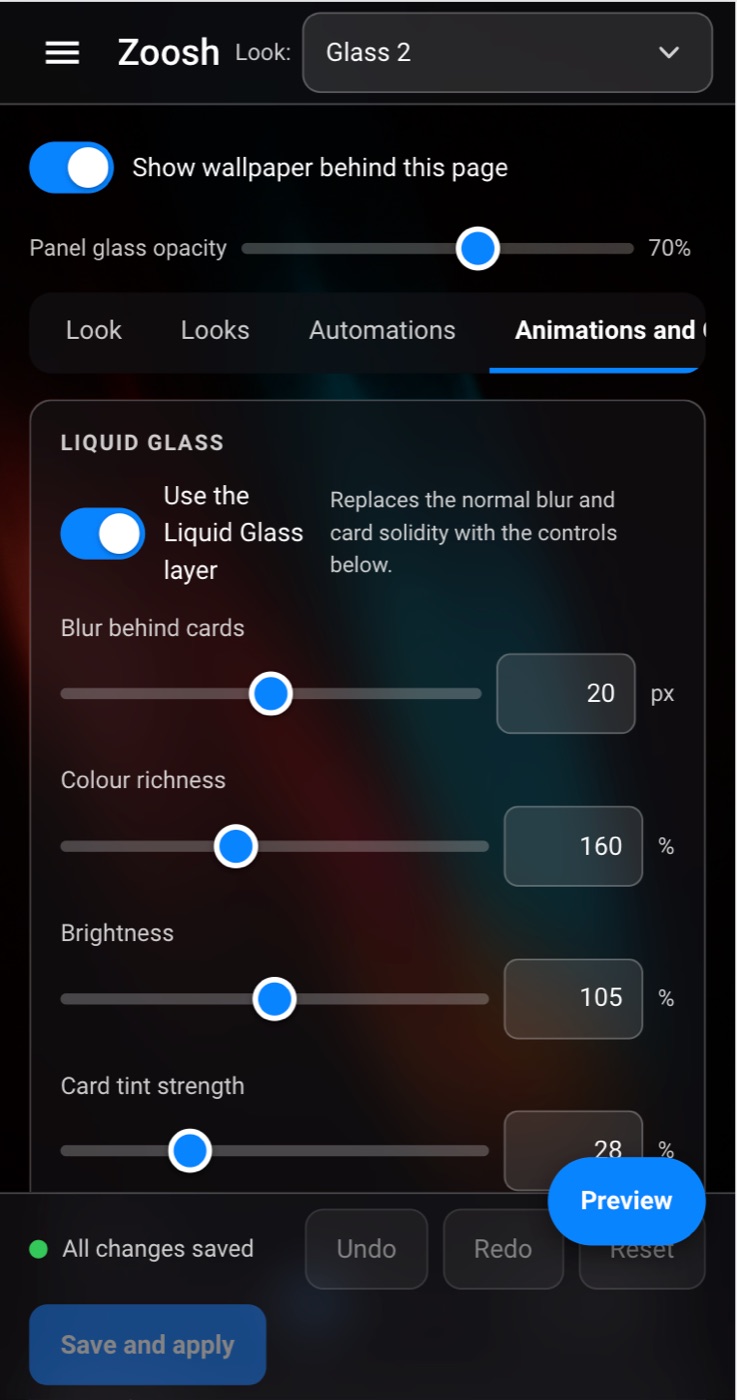 Zoosh Look: Glass 2
Show wallpaper behind this page
Panel glass opacity 70%
Look Looks Automations Animations and
LIQUID GLASS
Use the
Liquid Glass
layer
Replaces the normal blur and
card solidity with the controls
below.
Blur behind cards
20 px
Colour richness
160 %
Brightness
105 %
Card tint strength
28 %
Preview
All changes saved Undo Redo Reset
Save and apply